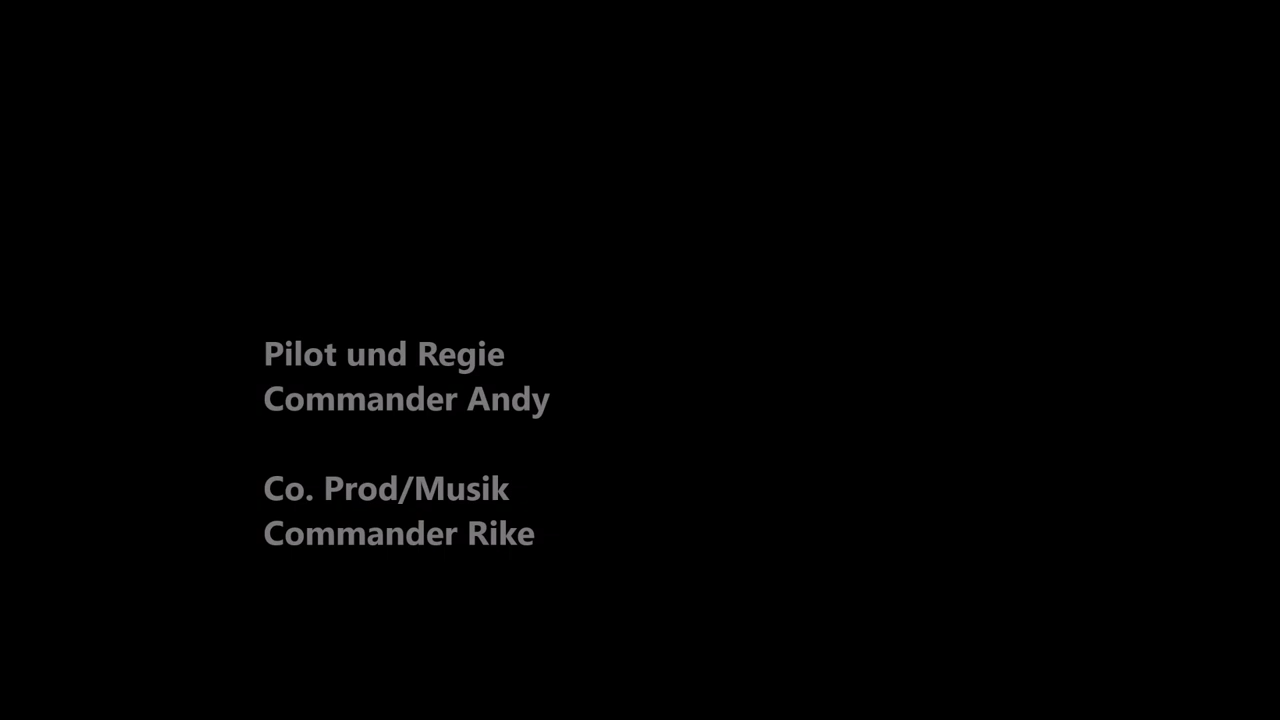 Pilot und Regie
Commander Andy
Co. Prod/Musik
Commander Rike